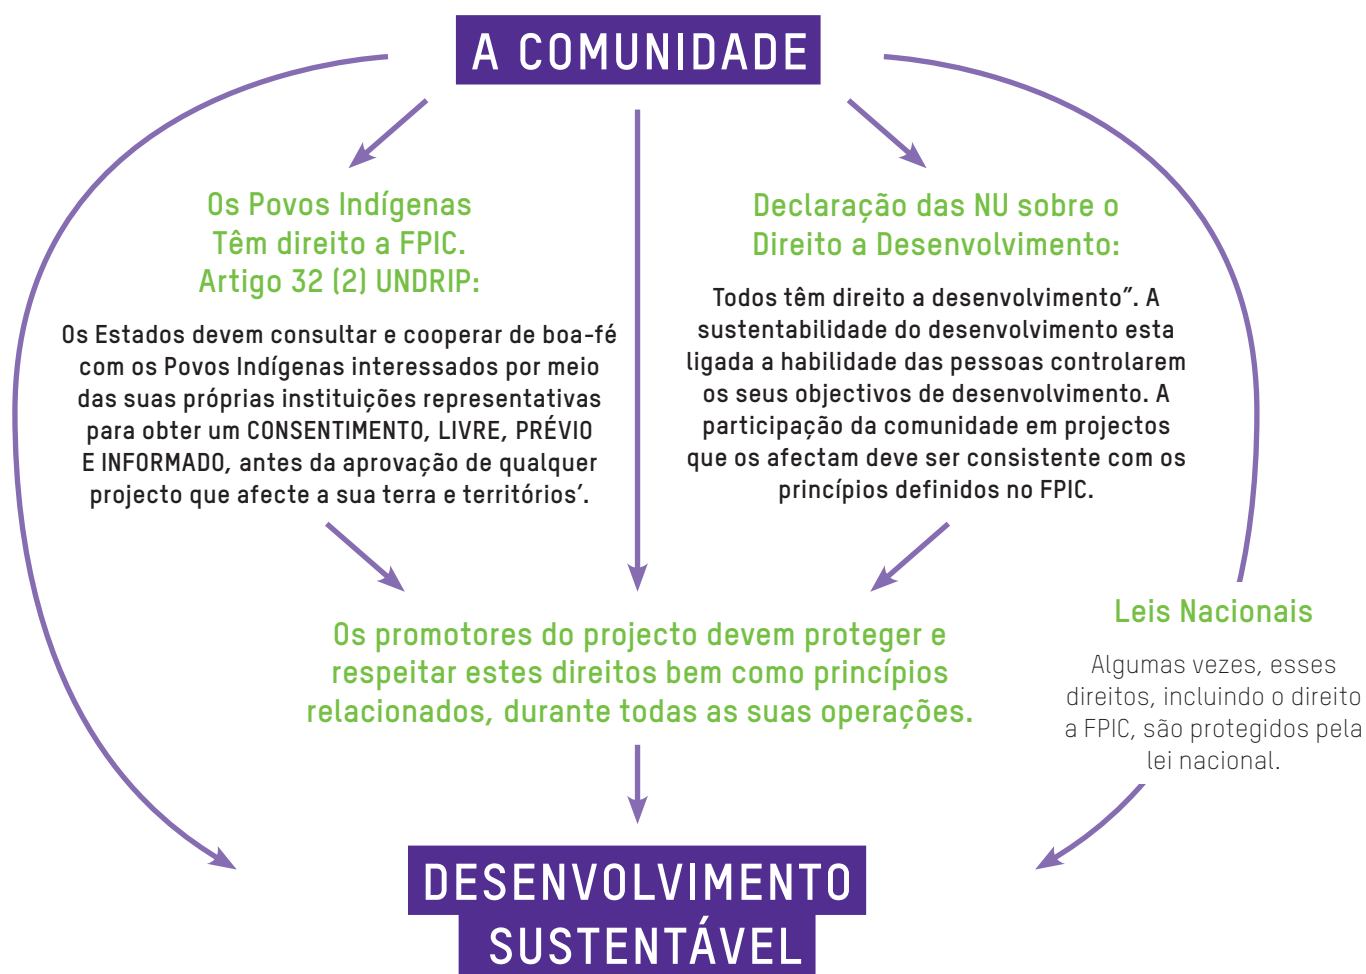 A COMUNIDADE
Os Povos Indígenas
Têm direito a FPIC.
Artigo 32 (2) UNDRIP:
Os Estados devem consultar e cooperar de boa-fé
com os Povos Indígenas interessados por meio
das suas próprias instituições representativas
para obter um CONSENTIMENTO, LIVRE, PRÉVIO
E INFORMADO, antes da aprovação de qualquer
projecto que afecte a sua terra e territórios’.
Declaração das NU sobre o
Direito a Desenvolvimento:
Todos têm direito a desenvolvimento”. A
sustentabilidade do desenvolvimento esta
ligada a habilidade das pessoas controlarem
os seus objectivos de desenvolvimento. A
participação da comunidade em projectos
que os afectam deve ser consistente com os
princípios definidos no FPIC.
Os promotores do projecto devem proteger e
respeitar estes direitos bem como princípios
relacionados, durante todas as suas operações.
Leis Nacionais
Algumas vezes, esses
direitos, incluindo o direito
a FPIC, são protegidos pela
lei nacional.
DESENVOLVIMENTO
SUSTENTÁVEL